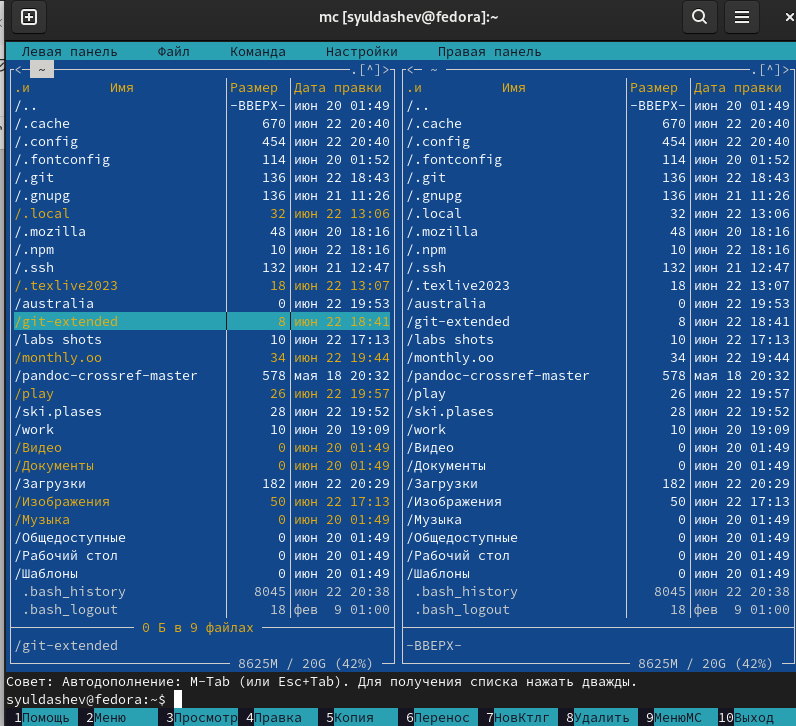 mc [syuldashev@fedora]:~
Левая панель Файл Команда Настройки Правая панель
<─ ~ .[^]> <─ ~ .[^]>
.и Имя Размер Дата правки .и Имя Размер Дата правки
/.. -ВВЕРХ- июн 20 01:49 /.. -ВВЕРХ- июн 20 01:49
/.cache 670 июн 22 20:40 /.cache 670 июн 22 20:40
/.config 454 июн 22 20:40 /.config 454 июн 22 20:40
/.fontconfig 114 июн 20 01:52 /.fontconfig 114 июн 20 01:52
/.git 136 июн 22 18:43 /.git 136 июн 22 18:43
/.gnupg 136 июн 21 11:26 /.gnupg 136 июн 21 11:26
/.local 32 июн 22 13:06 /.local 32 июн 22 13:06
/.mozilla 48 июн 20 18:16 /.mozilla 48 июн 20 18:16
/.npm 10 июн 22 18:16 /.npm 10 июн 22 18:16
/.ssh 132 июн 21 12:47 /.ssh 132 июн 21 12:47
/.texlive2023 18 июн 22 13:07 /.texlive2023 18 июн 22 13:07
/australia 0 июн 22 19:53 /australia 0 июн 22 19:53
/git-extended 8 июн 22 18:41 /git-extended 8 июн 22 18:41
/labs shots 10 июн 22 17:13 /labs shots 10 июн 22 17:13
/monthly.oo 34 июн 22 19:44 /monthly.oo 34 июн 22 19:44
/pandoc-crossref-master 578 мая 18 20:32 /pandoc-crossref-master 578 мая 18 20:32
/play 26 июн 22 19:57 /play 26 июн 22 19:57
/ski.plases 28 июн 22 19:52 /ski.plases 28 июн 22 19:52
/work 10 июн 20 19:09 /work 10 июн 20 19:09
/Видео 0 июн 20 01:49 /Видео 0 июн 20 01:49
/Документы 0 июн 20 01:49 /Документы 0 июн 20 01:49
/Загрузки 182 июн 22 20:29 /Загрузки 182 июн 22 20:29
/Изображения 50 июн 22 17:13 /Изображения 50 июн 22 17:13
/Музыка 0 июн 20 01:49 /Музыка 0 июн 20 01:49
/Общедоступные 0 июн 20 01:49 /Общедоступные 0 июн 20 01:49
/Рабочий стол 0 июн 20 01:49 /Рабочий стол 0 июн 20 01:49
/Шаблоны 0 июн 20 01:49 /Шаблоны 0 июн 20 01:49
.bash_history 8045 июн 22 20:38 .bash_history 8045 июн 22 20:38
.bash_logout 18 фев 9 01:00 .bash_logout 18 фев 9 01:00
0 Б в 9 файлах
/git-extended -ВВЕРХ-
8625M / 20G (42%) 8625M / 20G (42%)
Совет: Автодополнение: M-Tab (или Esc+Tab). Для получения списка нажать дважды.
syuldashev@fedora:~$
1Помощь 2Меню 3Просмотр 4Правка 5Копия 6Перенос 7НовКтлг 8Удалить 9МенюMC 10Выход